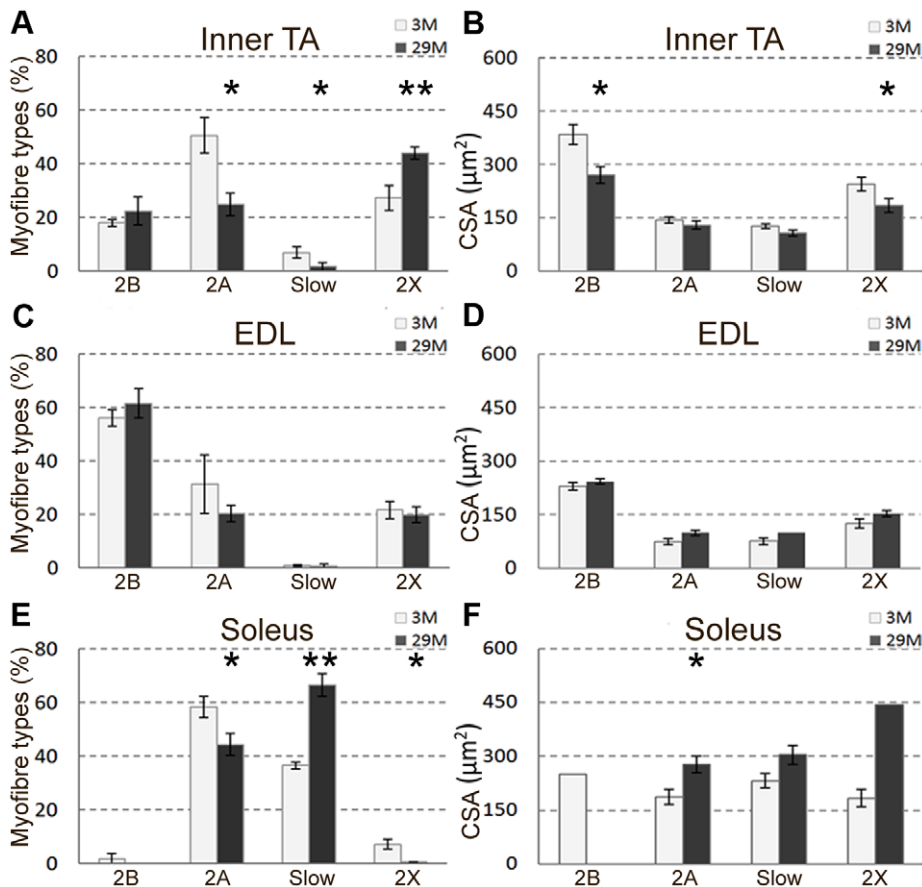 A
Inner TA
3M
29M
Myofibre types (%)
80
60
40
20
0
*
*
**
2B
2A
Slow
2X
B
Inner TA
3M
29M
CSA (µm²)
600
450
300
150
0
*
*
2B
2A
Slow
2X
C
EDL
3M
29M
Myofibre types (%)
80
60
40
20
0
2B
2A
Slow
2X
D
EDL
3M
29M
CSA (µm²)
600
450
300
150
0
2B
2A
Slow
2X
E
Soleus
3M
29M
Myofibre types (%)
80
60
40
20
0
*
**
*
2B
2A
Slow
2X
F
Soleus
3M
29M
CSA (µm²)
600
450
300
150
0
*
2B
2A
Slow
2X